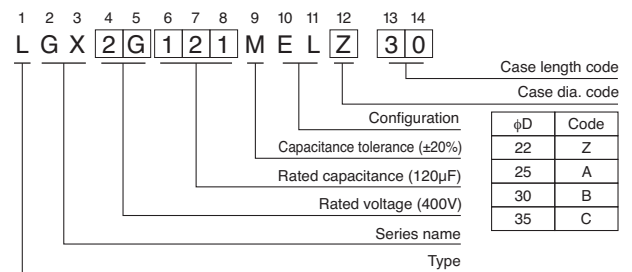 1 2 3 4 5 6 7 8 9 10 11 12 13 14
L G X 2 G 1 2 1 M E L Z 3 0
Case length code
Case dia. code
Configuration
Capacitance tolerance (±20%)
Rated capacitance (120µF)
Rated voltage (400V)
Series name
Type
ϕD Code
22 Z
25 A
30 B
35 C